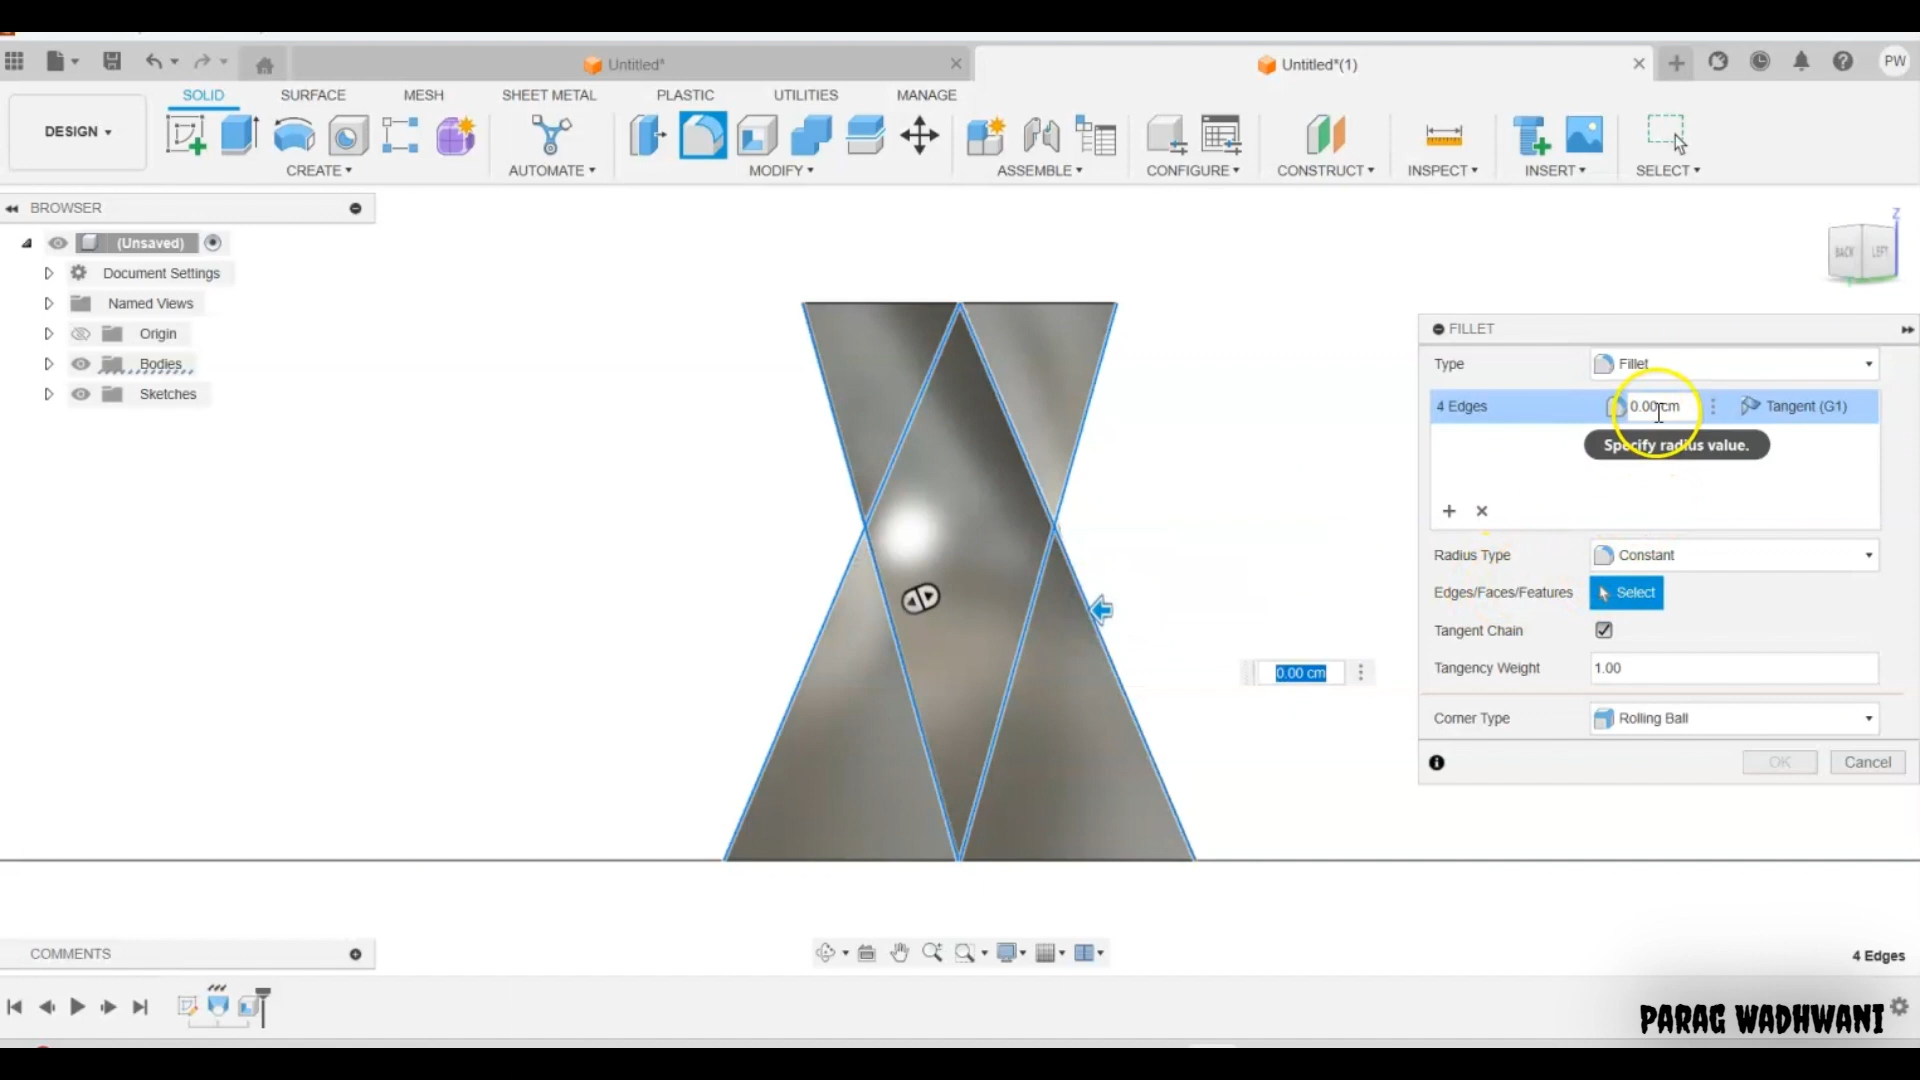 Untitled*
Untitled*(1)
PW
DESIGN
SOLID
SURFACE
MESH
SHEET METAL
PLASTIC
UTILITIES
MANAGE
CREATE
AUTOMATE
MODIFY
ASSEMBLE
CONFIGURE
CONSTRUCT
INSPECT
INSERT
SELECT
BROWSER
(Unsaved)
Document Settings
Named Views
Origin
Bodies
Sketches
Z
BACK
LEFT
FILLET
Type
Fillet
4 Edges
0.00 cm
Tangent (G1)
Specify radius value.
Radius Type
Constant
Edges/Faces/Features
Select
Tangent Chain
Tangency Weight
1.00
Corner Type
Rolling Ball
OK
Cancel
0.00 cm
COMMENTS
4 Edges
PARAG WADHWANI